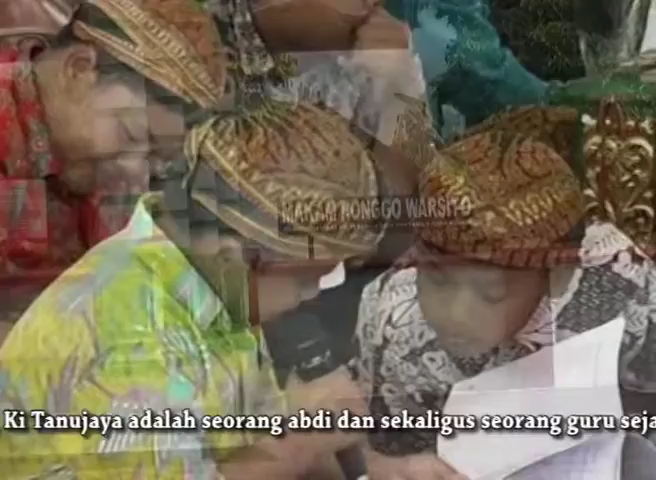 MAKAM RONGGO WARSITO
Ki Tanujaya adalah seorang abdi dan sekaligus seorang guru seja